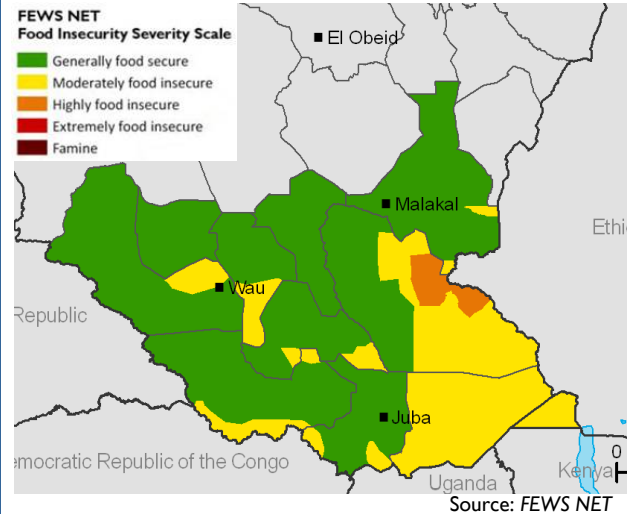 FEWS NET
Food Insecurity Severity Scale
Generally food secure
Moderately food insecure
Highly food insecure
Extremely food insecure
Famine
El Obeid
Malakal
Ethi
Wau
Republic
Juba
emocratic Republic of the Congo
Uganda
Kenya
0
Source: FEWS NET